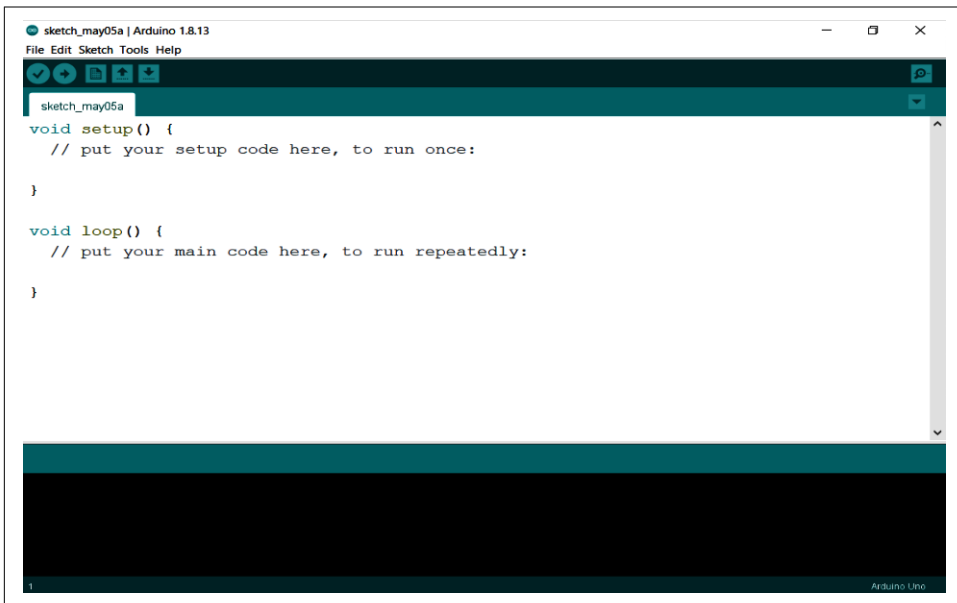 sketch_may05a | Arduino 1.8.13
File Edit Sketch Tools Help
sketch_may05a
void setup() {
  // put your setup code here, to run once:
}
void loop() {
  // put your main code here, to run repeatedly:
}
1
Arduino Uno